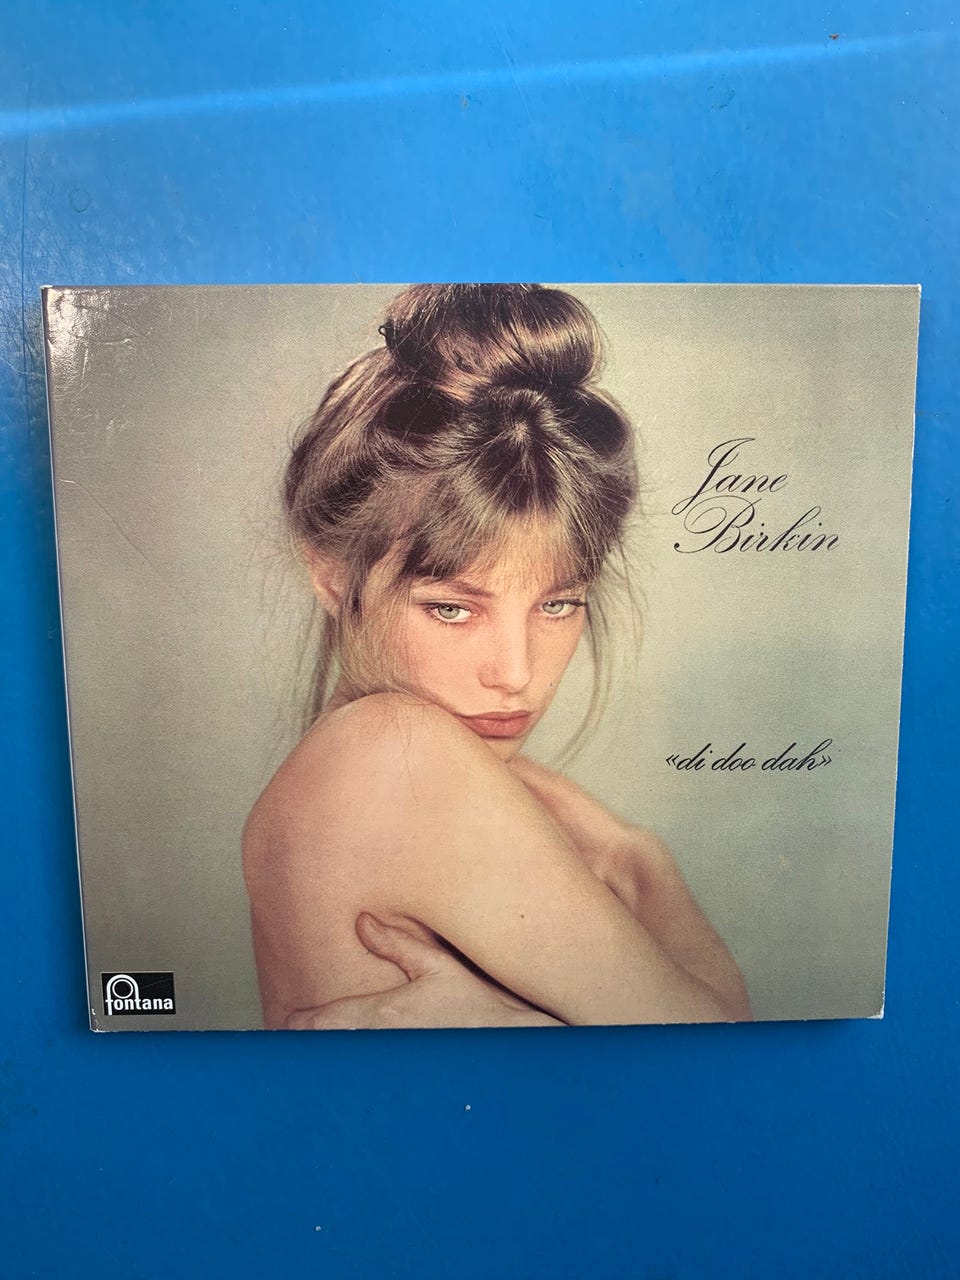 Jane
Birkin
«di doo dah»
fontana